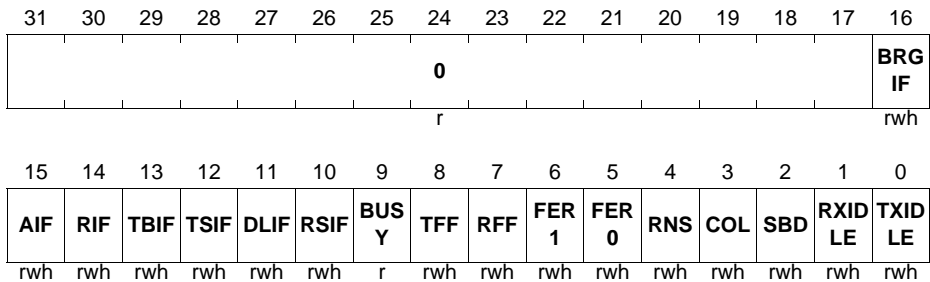 31 30 29 28 27 26 25 24 23 22 21 20 19 18 17 16
0 BRG IF
r rwh
15 14 13 12 11 10 9 8 7 6 5 4 3 2 1 0
AIF RIF TBIF TSIF DLIF RSIF BUS Y TFF RFF FER 1 FER 0 RNS COL SBD RXID LE TXID LE
rwh rwh rwh rwh rwh rwh r rwh rwh rwh rwh rwh rwh rwh rwh rwh